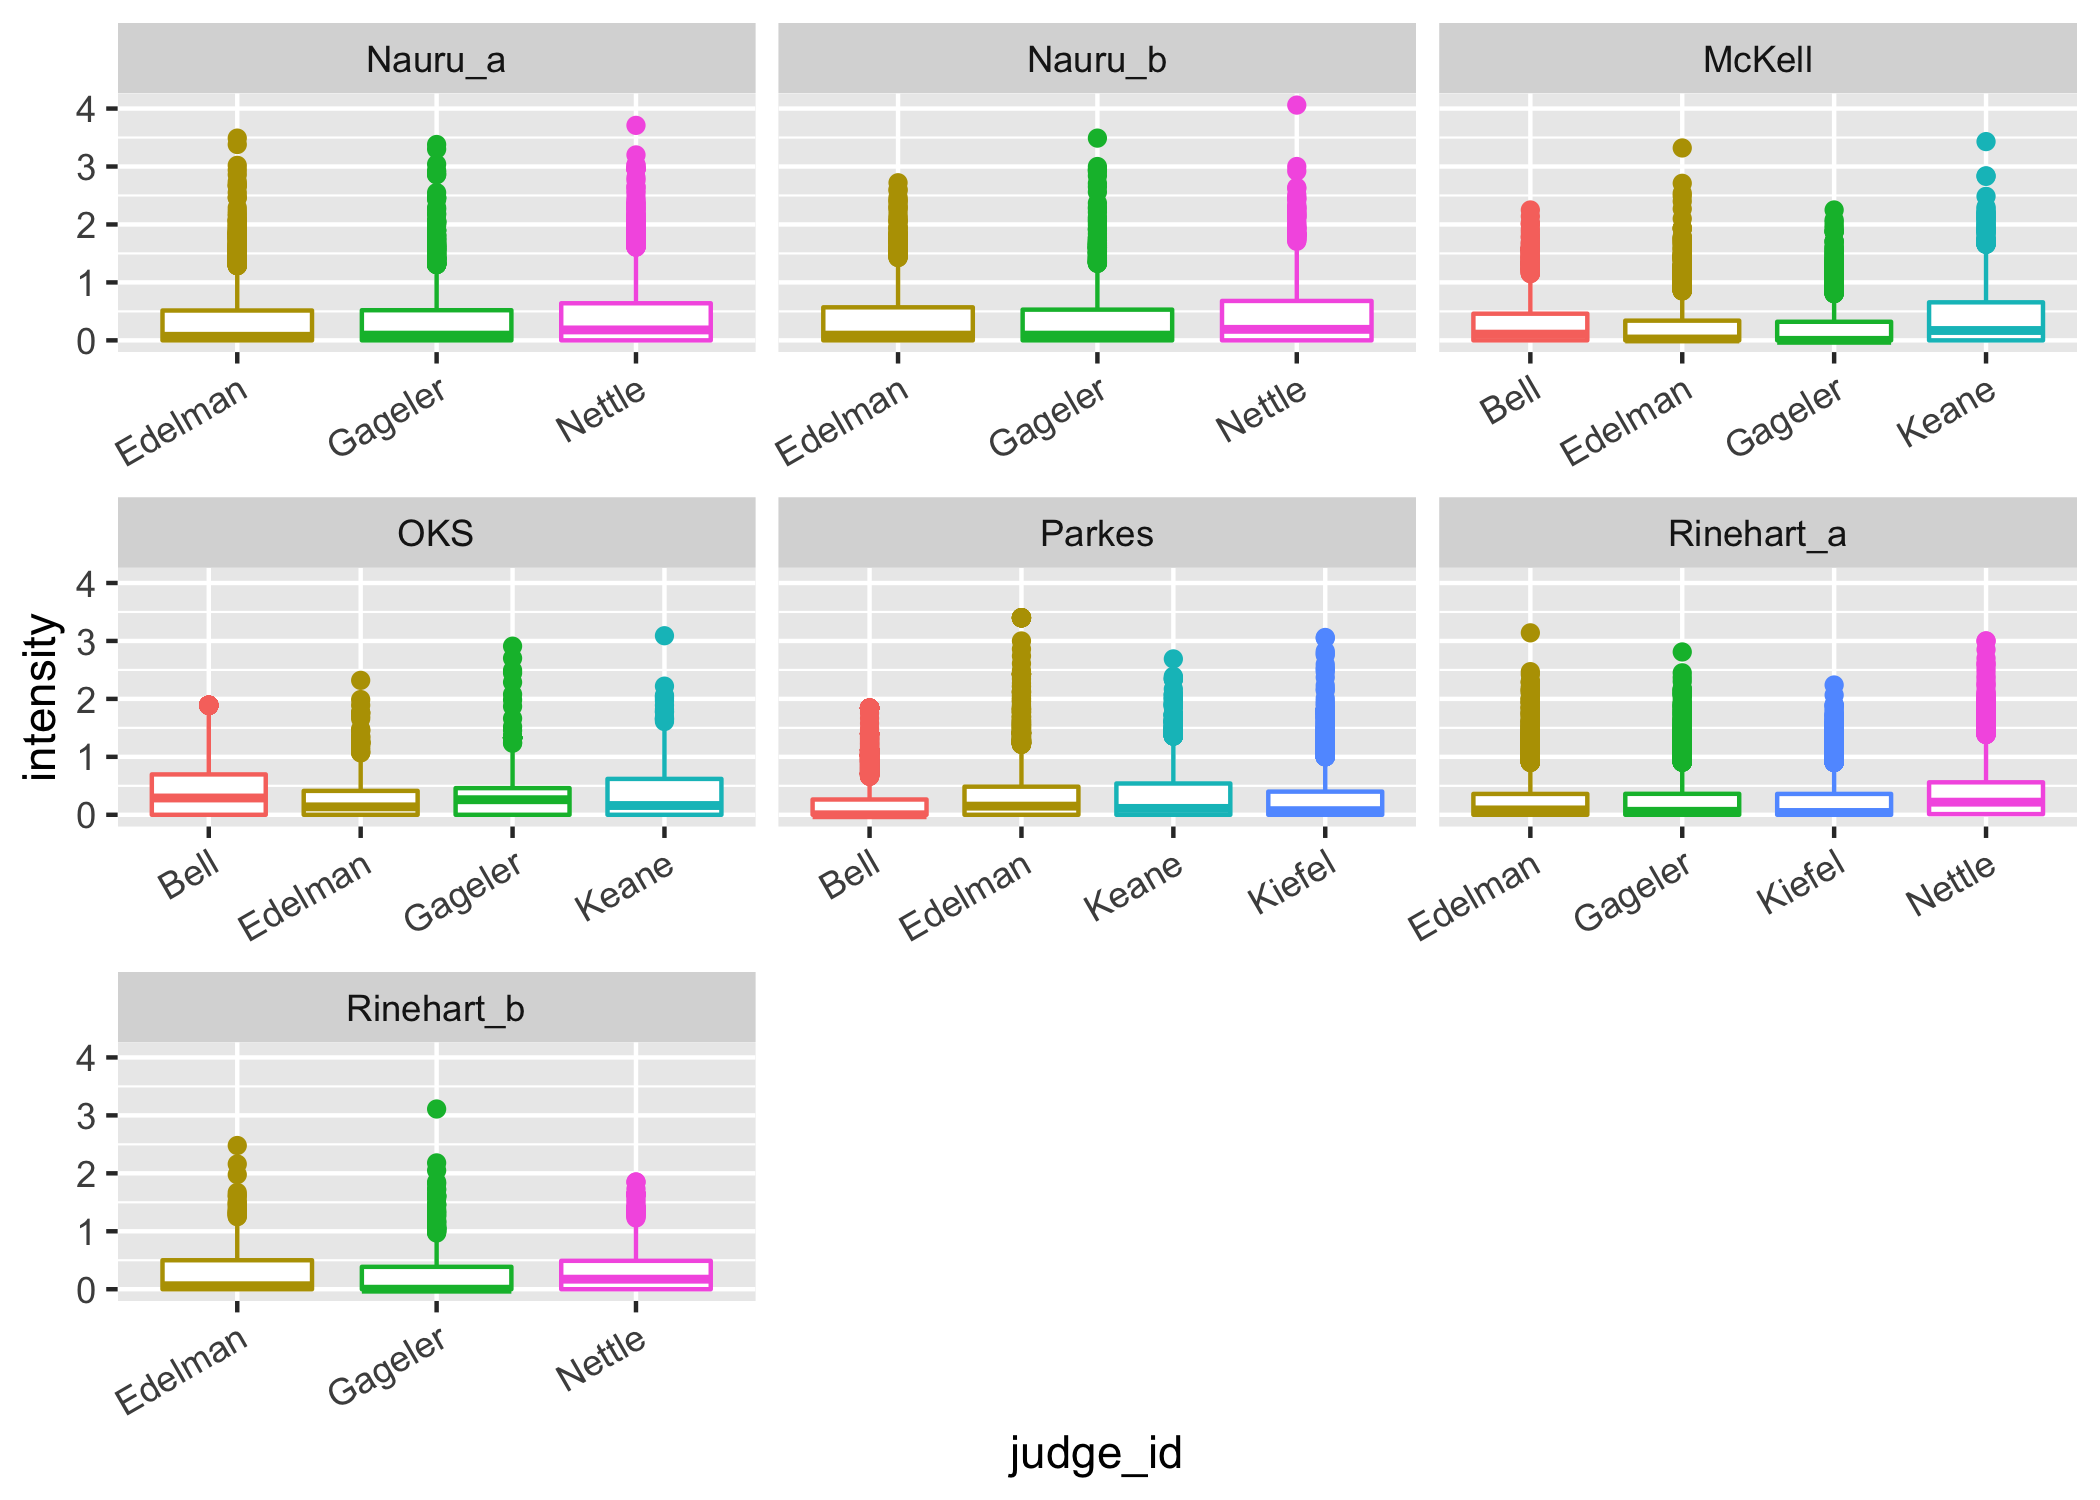 Nauru_a Nauru_b McKell
4
3
2
1
0
Edelman Gageler Nettle Edelman Gageler Nettle Bell Edelman Gageler Keane
OKS Parkes Rinehart_a
intensity
4
3
2
1
0
Bell Edelman Gageler Keane Bell Edelman Keane Kiefel Edelman Gageler Kiefel Nettle
Rinehart_b
4
3
2
1
0
Edelman Gageler Nettle
judge_id